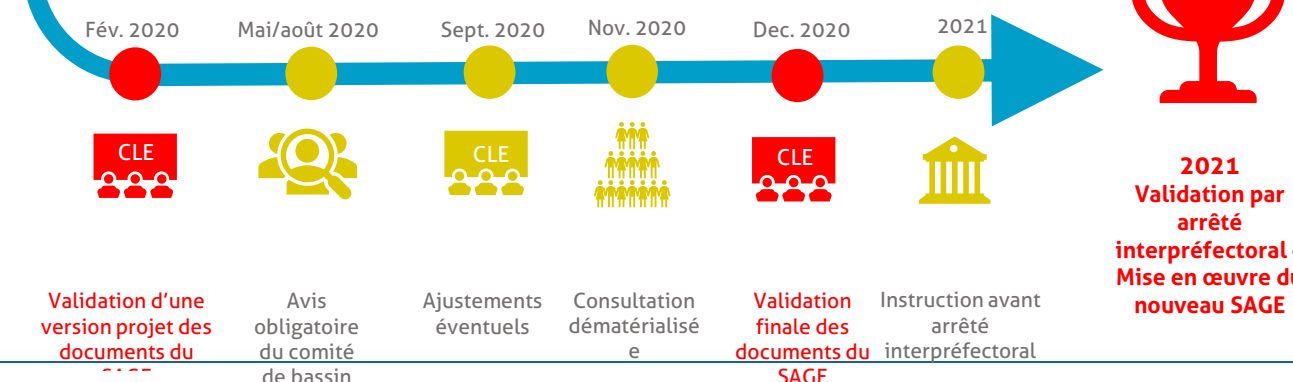 Fév. 2020
Mai/août 2020
Sept. 2020
Nov. 2020
Dec. 2020
2021
CLE
CLE
CLE
Validation d'une
version projet des
documents du
SAGE
Avis
obligatoire
du comité
de bassin
Ajustements
éventuels
Consultation
dématérialisé
e
Validation
finale des
documents du
SAGE
Instruction avant
arrêté
interpréfectoral
2021
Validation par
arrêté
interpréfectoral
Mise en œuvre du
nouveau SAGE